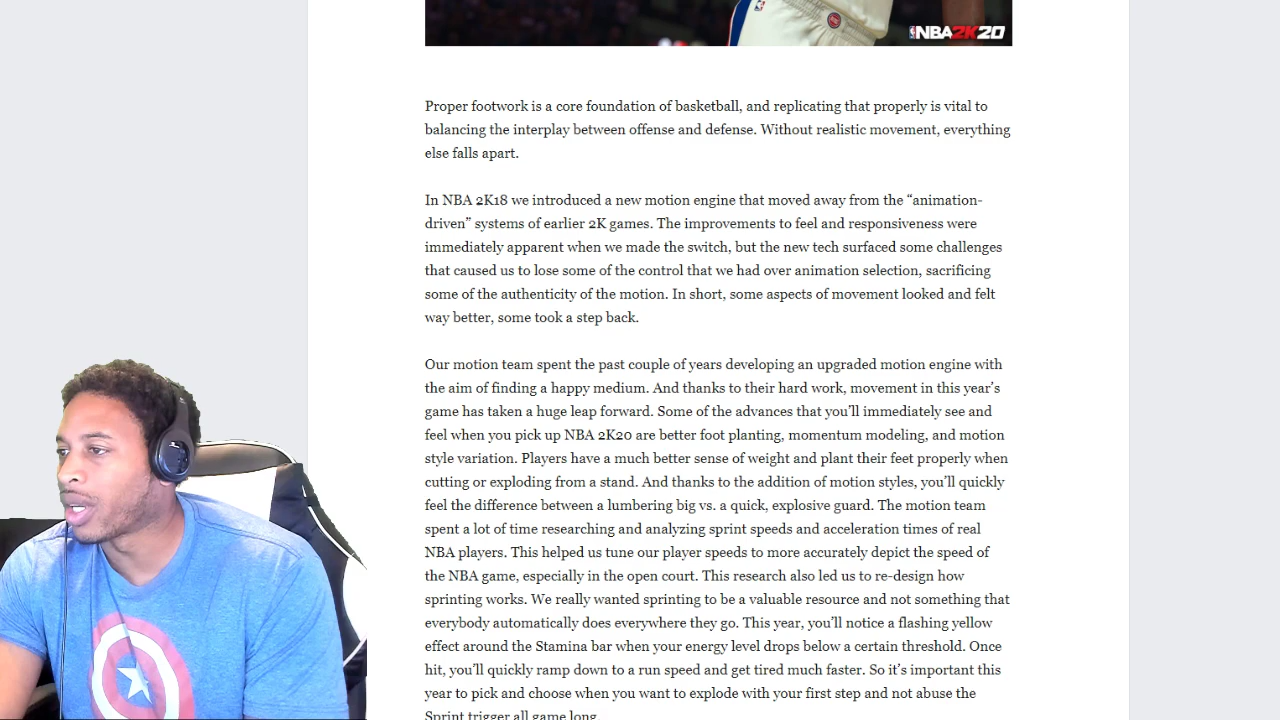 NBA2K20
Proper footwork is a core foundation of basketball, and replicating that properly is vital to
balancing the interplay between offense and defense. Without realistic movement, everything
else falls apart.
In NBA 2K18 we introduced a new motion engine that moved away from the “animation-
driven” systems of earlier 2K games. The improvements to feel and responsiveness were
immediately apparent when we made the switch, but the new tech surfaced some challenges
that caused us to lose some of the control that we had over animation selection, sacrificing
some of the authenticity of the motion. In short, some aspects of movement looked and felt
way better, some took a step back.
Our motion team spent the past couple of years developing an upgraded motion engine with
the aim of finding a happy medium. And thanks to their hard work, movement in this year’s
game has taken a huge leap forward. Some of the advances that you’ll immediately see and
feel when you pick up NBA 2K20 are better foot planting, momentum modeling, and motion
style variation. Players have a much better sense of weight and plant their feet properly when
cutting or exploding from a stand. And thanks to the addition of motion styles, you’ll quickly
feel the difference between a lumbering big vs. a quick, explosive guard. The motion team
spent a lot of time researching and analyzing sprint speeds and acceleration times of real
NBA players. This helped us tune our player speeds to more accurately depict the speed of
the NBA game, especially in the open court. This research also led us to re-design how
sprinting works. We really wanted sprinting to be a valuable resource and not something that
everybody automatically does everywhere they go. This year, you’ll notice a flashing yellow
effect around the Stamina bar when your energy level drops below a certain threshold. Once
hit, you’ll quickly ramp down to a run speed and get tired much faster. So it’s important this
year to pick and choose when you want to explode with your first step and not abuse the
Sprint trigger all game long.